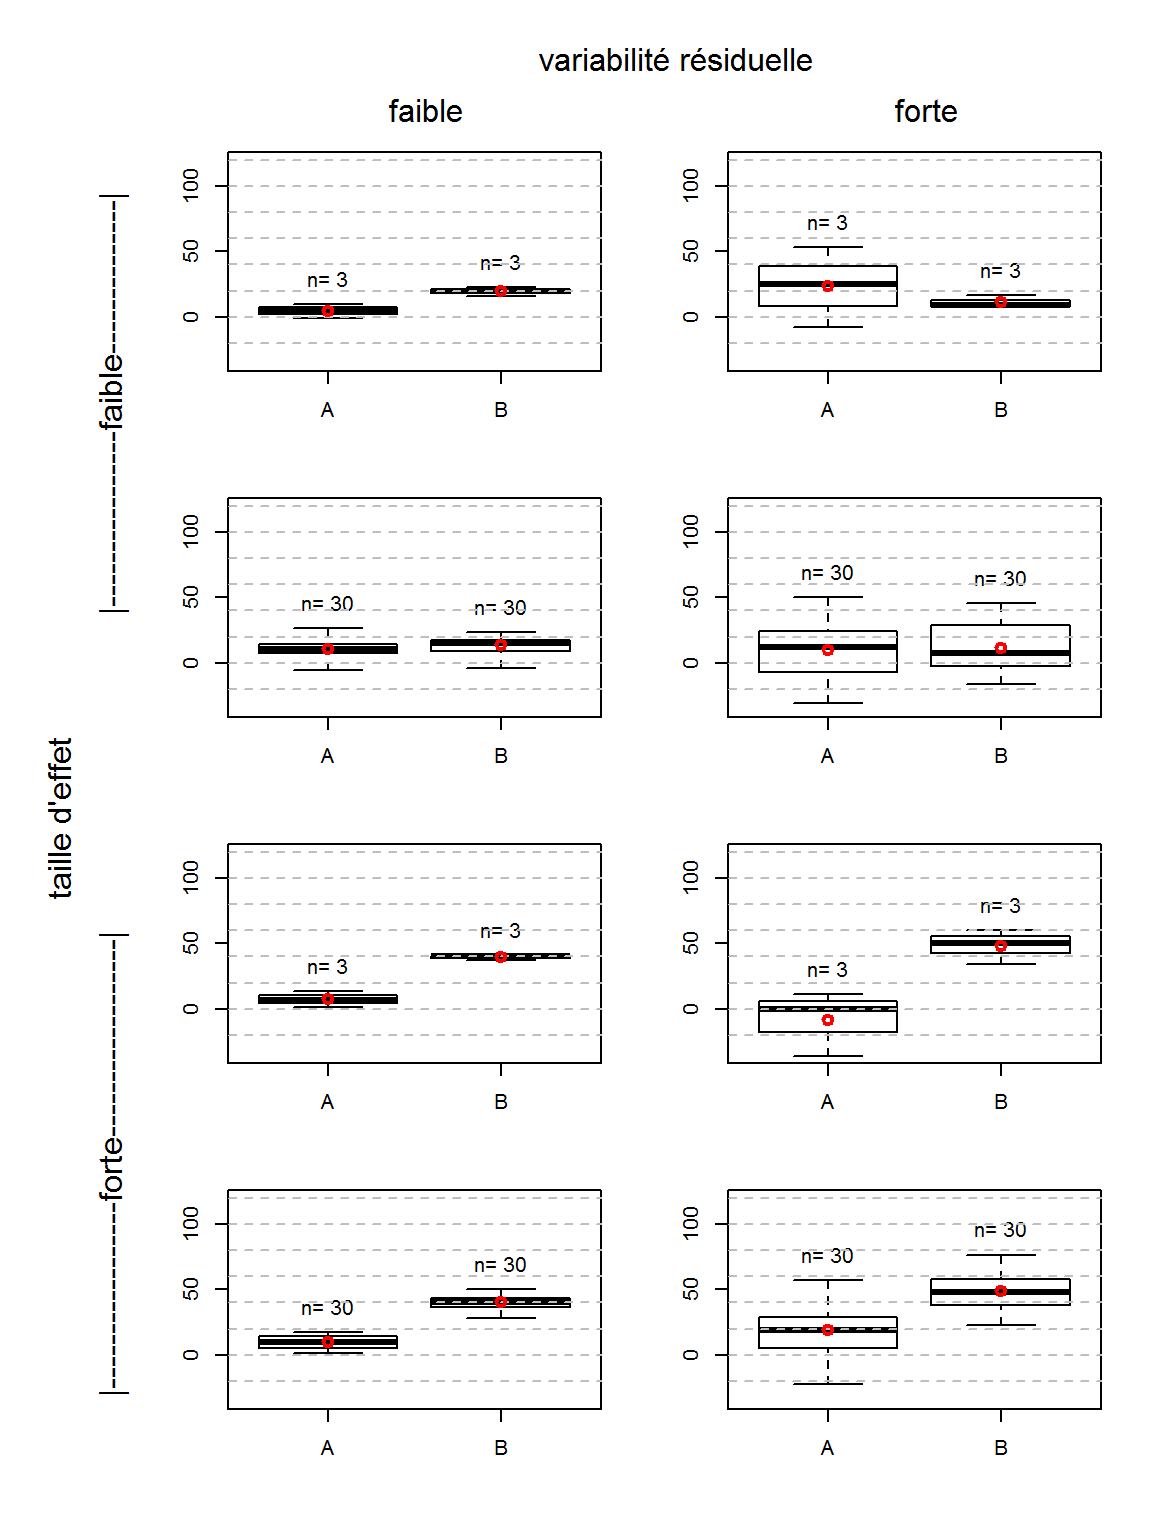 variabilité résiduelle
faible forte
taille d'effet
|----------------faible----------------|
|------------------forte------------------|
100 50 0
n= 3 n= 3
A B
100 50 0
n= 3 n= 3
A B
100 50 0
n= 30 n= 30
A B
100 50 0
n= 30 n= 30
A B
100 50 0
n= 3 n= 3
A B
100 50 0
n= 3 n= 3
A B
100 50 0
n= 30 n= 30
A B
100 50 0
n= 30 n= 30
A B